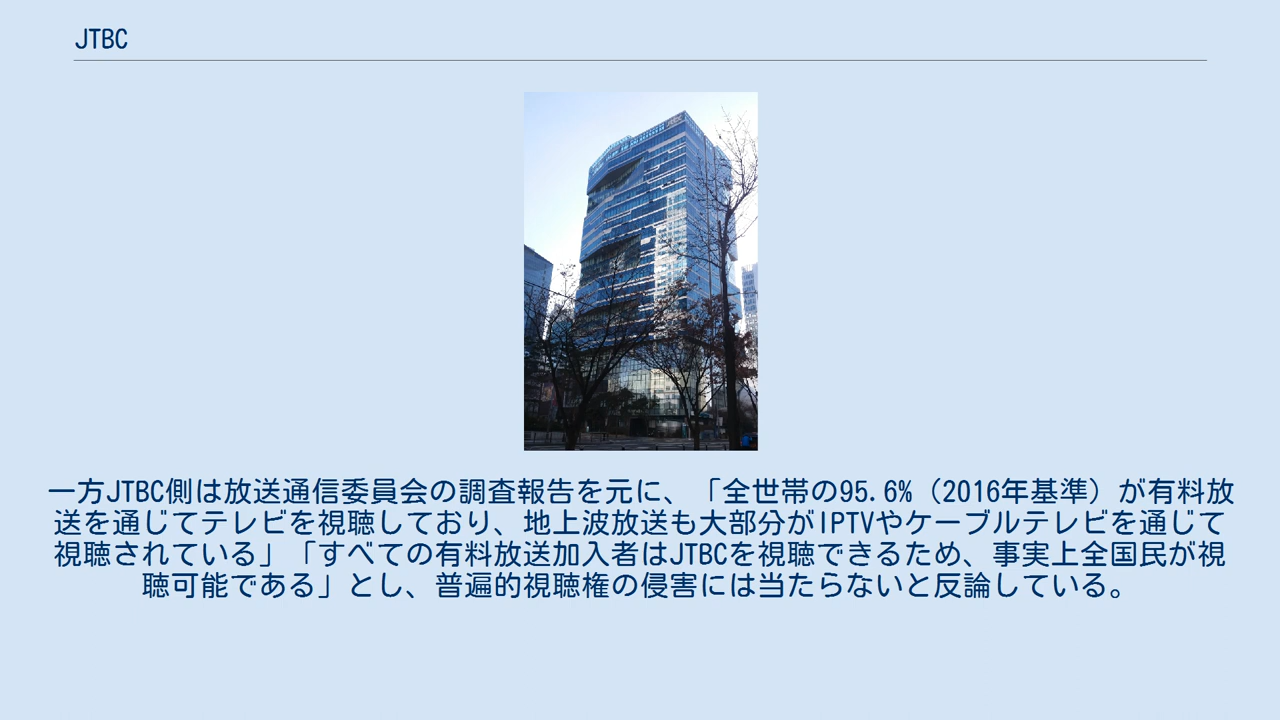 JTBC
一方JTBC側は放送通信委員会の調査報告を元に、「全世帯の95.6%（2016年基準）が有料放
送を通じてテレビを視聴しており、地上波放送も大部分がIPTVやケーブルテレビを通じて
視聴されている」「すべての有料放送加入者はJTBCを視聴できるため、事実上全国民が視
聴可能である」とし、普遍的視聴権の侵害には当たらないと反論している。